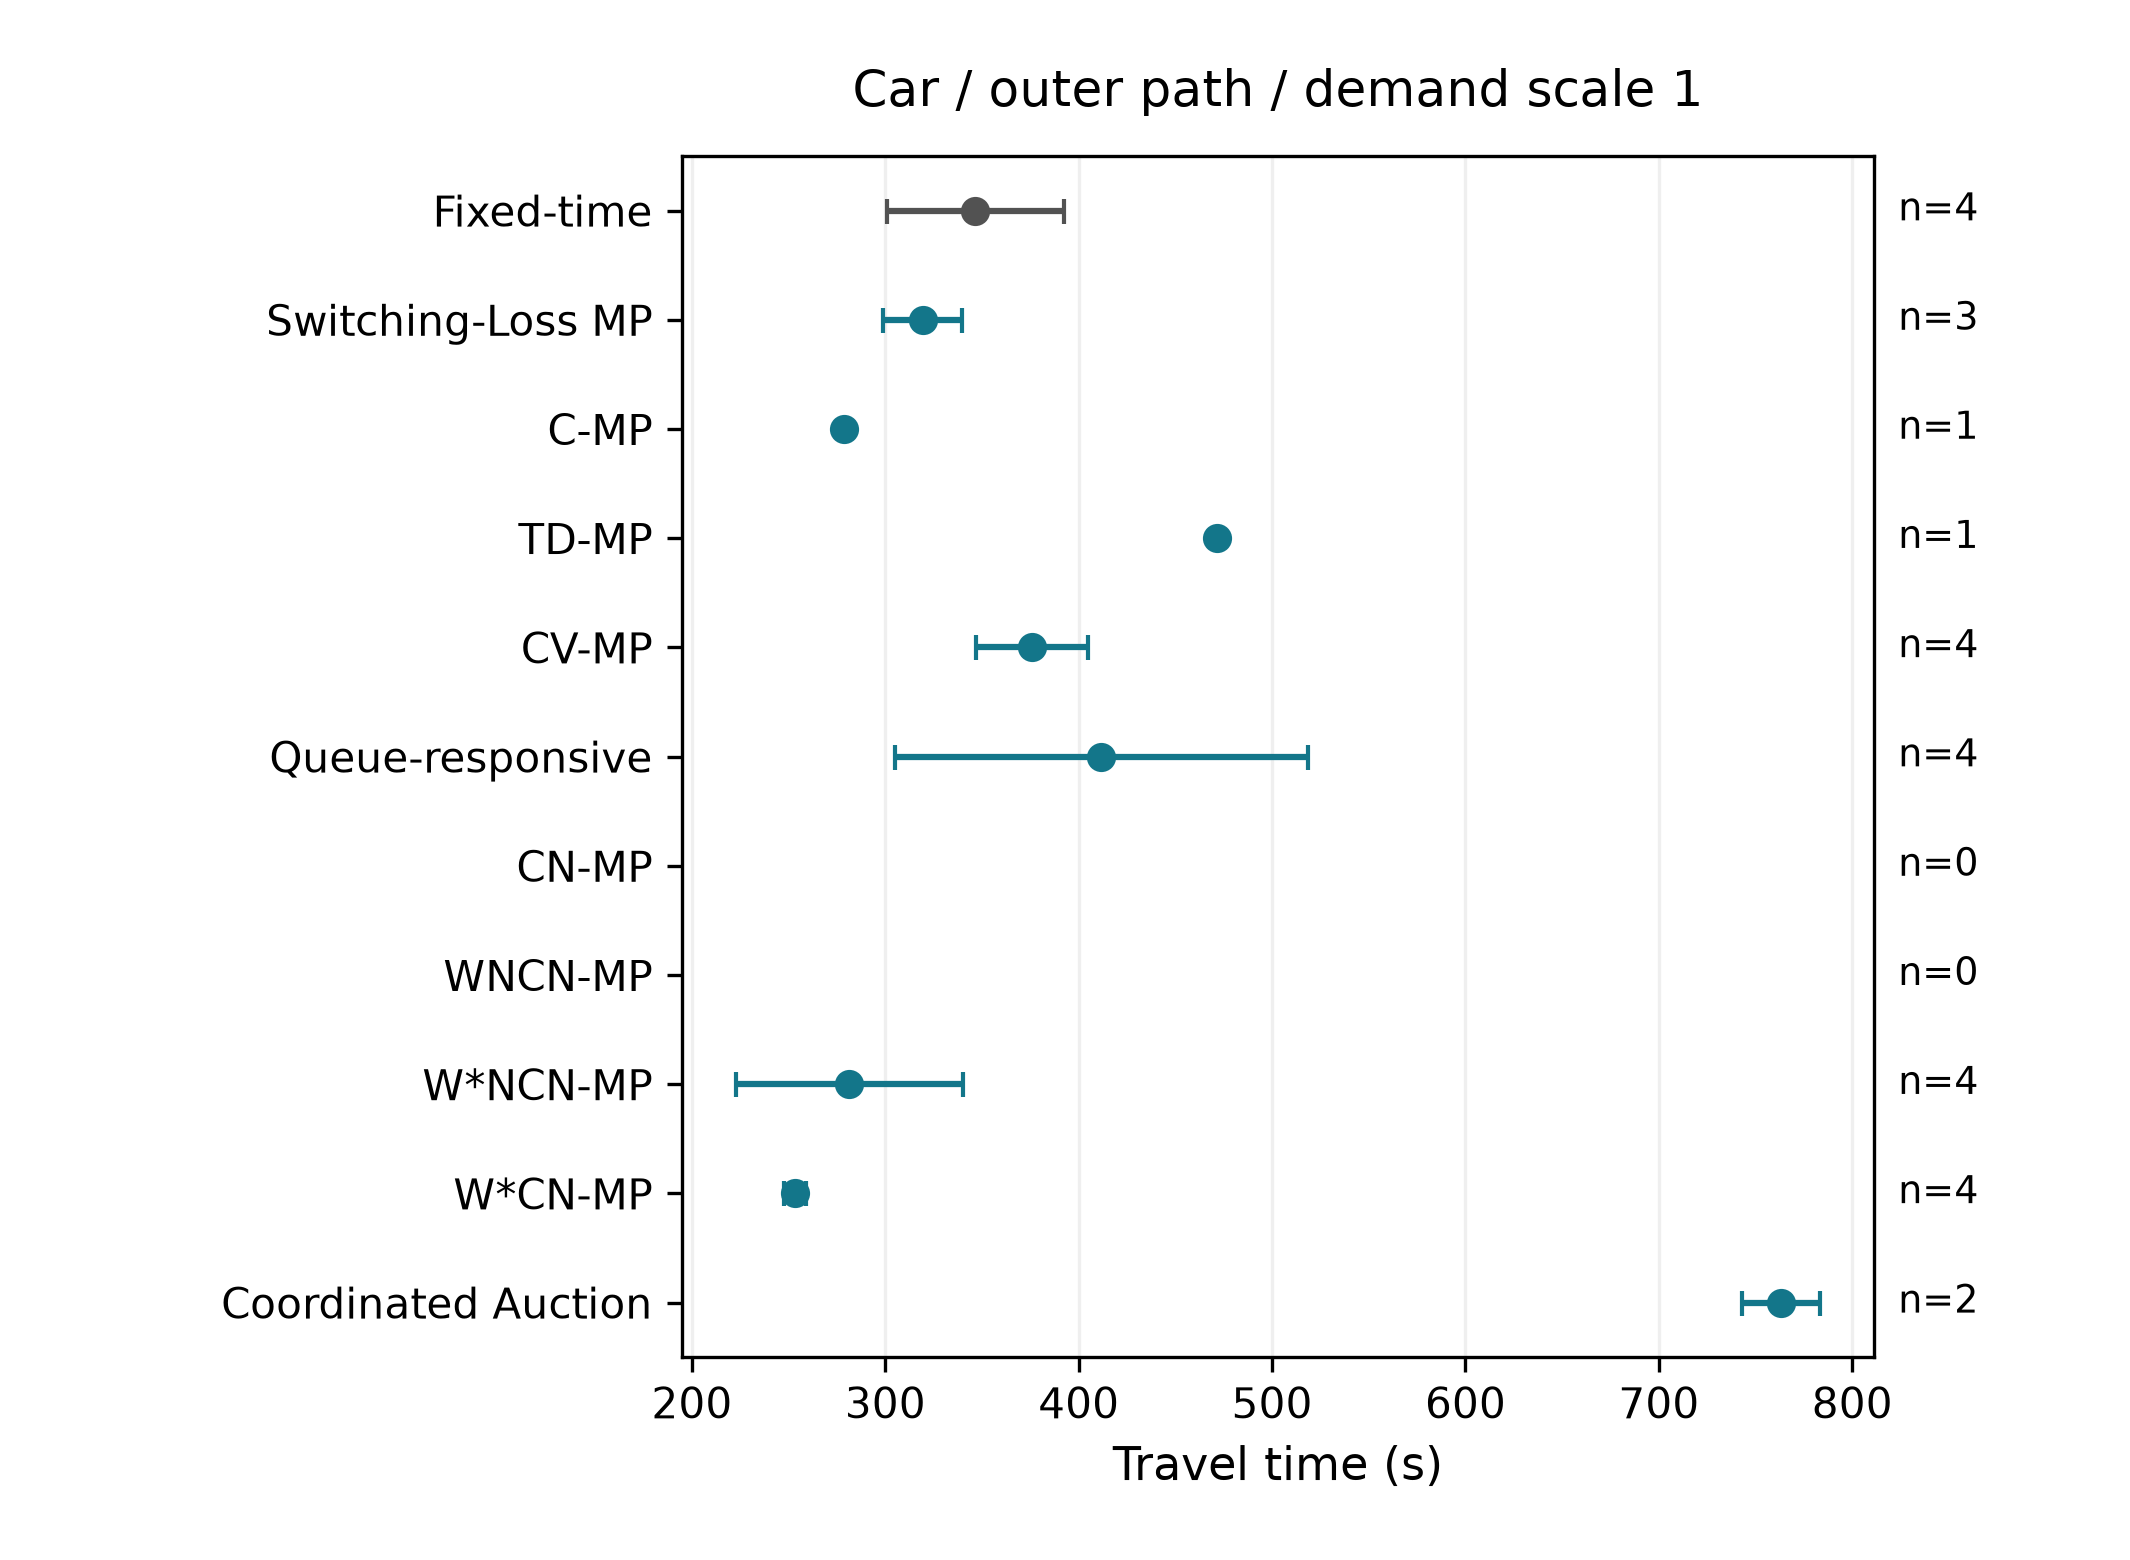 Car / outer path / demand scale 1
Fixed-time n=4
Switching-Loss MP n=3
C-MP n=1
TD-MP n=1
CV-MP n=4
Queue-responsive n=4
CN-MP n=0
WNCN-MP n=0
W*NCN-MP n=4
W*CN-MP n=4
Coordinated Auction n=2
200 300 400 500 600 700 800
Travel time (s)